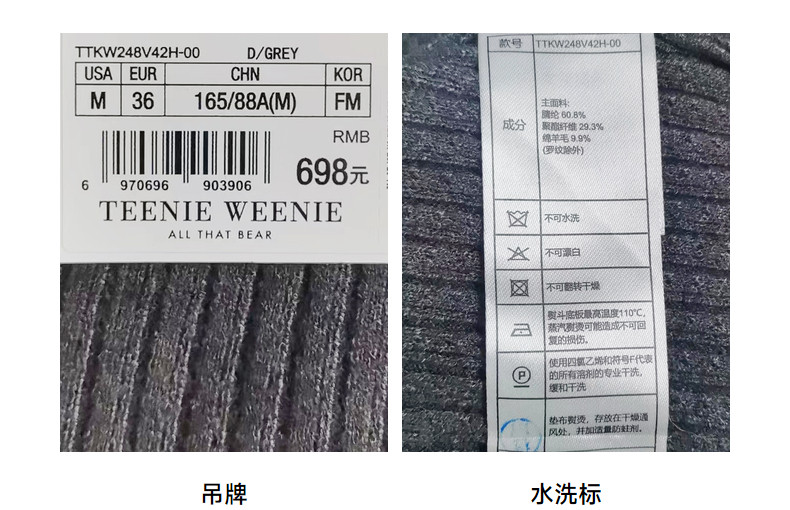 TTKW248V42H-00 D/GREY
USA EUR CHN KOR
M 36 165/88A(M) FM
RMB
698元
6 970696 903906
TEENIE WEENIE
ALL THAT BEAR
吊牌
款号 TTKW248V42H-00
成分
主面料:
腈纶 60.8%
聚酯纤维 29.3%
绵羊毛 9.9%
(罗纹除外)
不可水洗
不可漂白
不可翻转干燥
熨斗底板最高温度110℃,
蒸汽熨烫可能造成不可回
复的损伤。
P
使用四氯乙烯和符号F代表
的所有溶剂的专业干洗,
缓和干洗
垫布熨烫，存放在干燥通
风处，并加适量防蛀剂。
水洗标